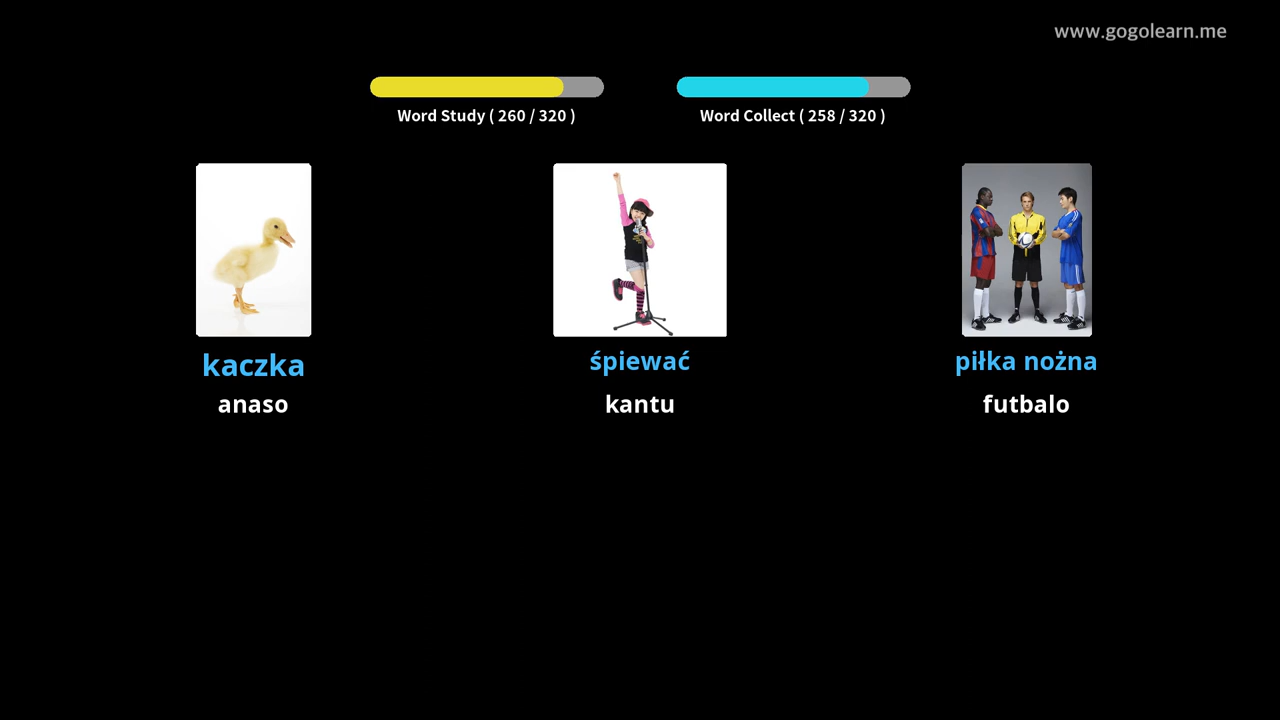 www.gogolearn.me
Word Study ( 260 / 320 )
Word Collect ( 258 / 320 )
kaczka
śpiewać
piłka nożna
anaso
kantu
futbalo